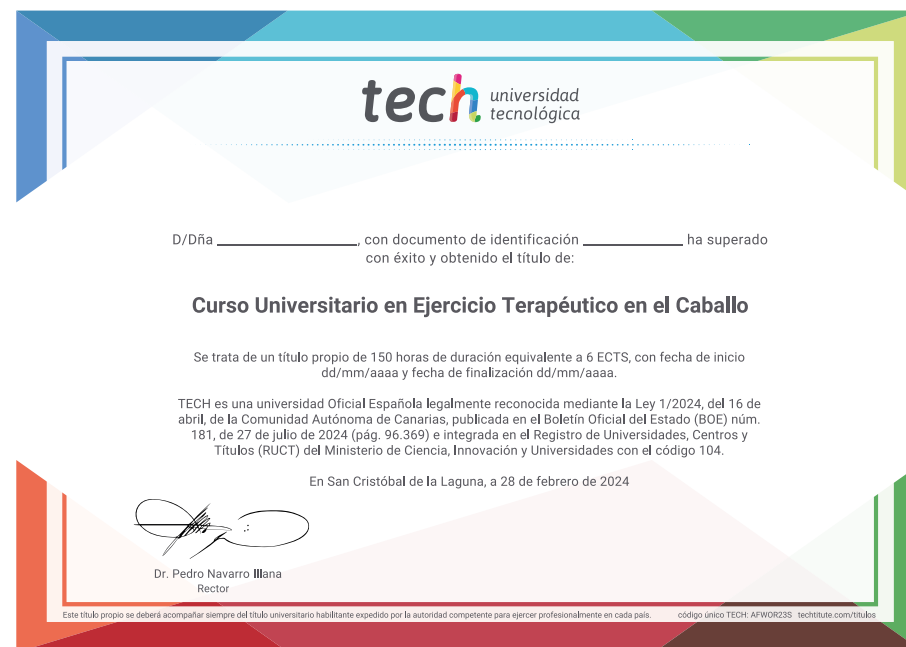 tech universidad
tecnológica
D/Dña ____________________, con documento de identificación ______________ ha superado
con éxito y obtenido el título de:
Curso Universitario en Ejercicio Terapéutico en el Caballo
Se trata de un título propio de 150 horas de duración equivalente a 6 ECTS, con fecha de inicio
dd/mm/aaaa y fecha de finalización dd/mm/aaaa.
TECH es una universidad Oficial Española legalmente reconocida mediante la Ley 1/2024, del 16 de
abril, de la Comunidad Autónoma de Canarias, publicada en el Boletín Oficial del Estado (BOE) núm.
181, de 27 de julio de 2024 (pág. 96.369) e integrada en el Registro de Universidades, Centros y
Títulos (RUCT) del Ministerio de Ciencia, Innovación y Universidades con el código 104.
En San Cristóbal de la Laguna, a 28 de febrero de 2024
Dr. Pedro Navarro Illana
Rector
Este título propio se deberá acompañar siempre del título universitario habilitante expedido por la autoridad competente para ejercer profesionalmente en cada país. código único TECH: AFWOR23S techtitute.com/titulos